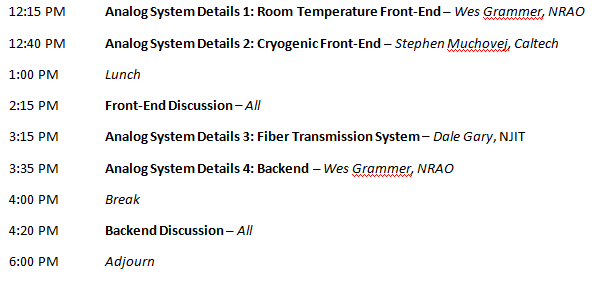 12:15 PM Analog System Details 1: Room Temperature Front-End – Wes Grammer, NRAO
12:40 PM Analog System Details 2: Cryogenic Front-End – Stephen Muchovej, Caltech
1:00 PM Lunch
2:15 PM Front-End Discussion – All
3:15 PM Analog System Details 3: Fiber Transmission System – Dale Gary, NJIT
3:35 PM Analog System Details 4: Backend – Wes Grammer, NRAO
4:00 PM Break
4:20 PM Backend Discussion – All
6:00 PM Adjourn